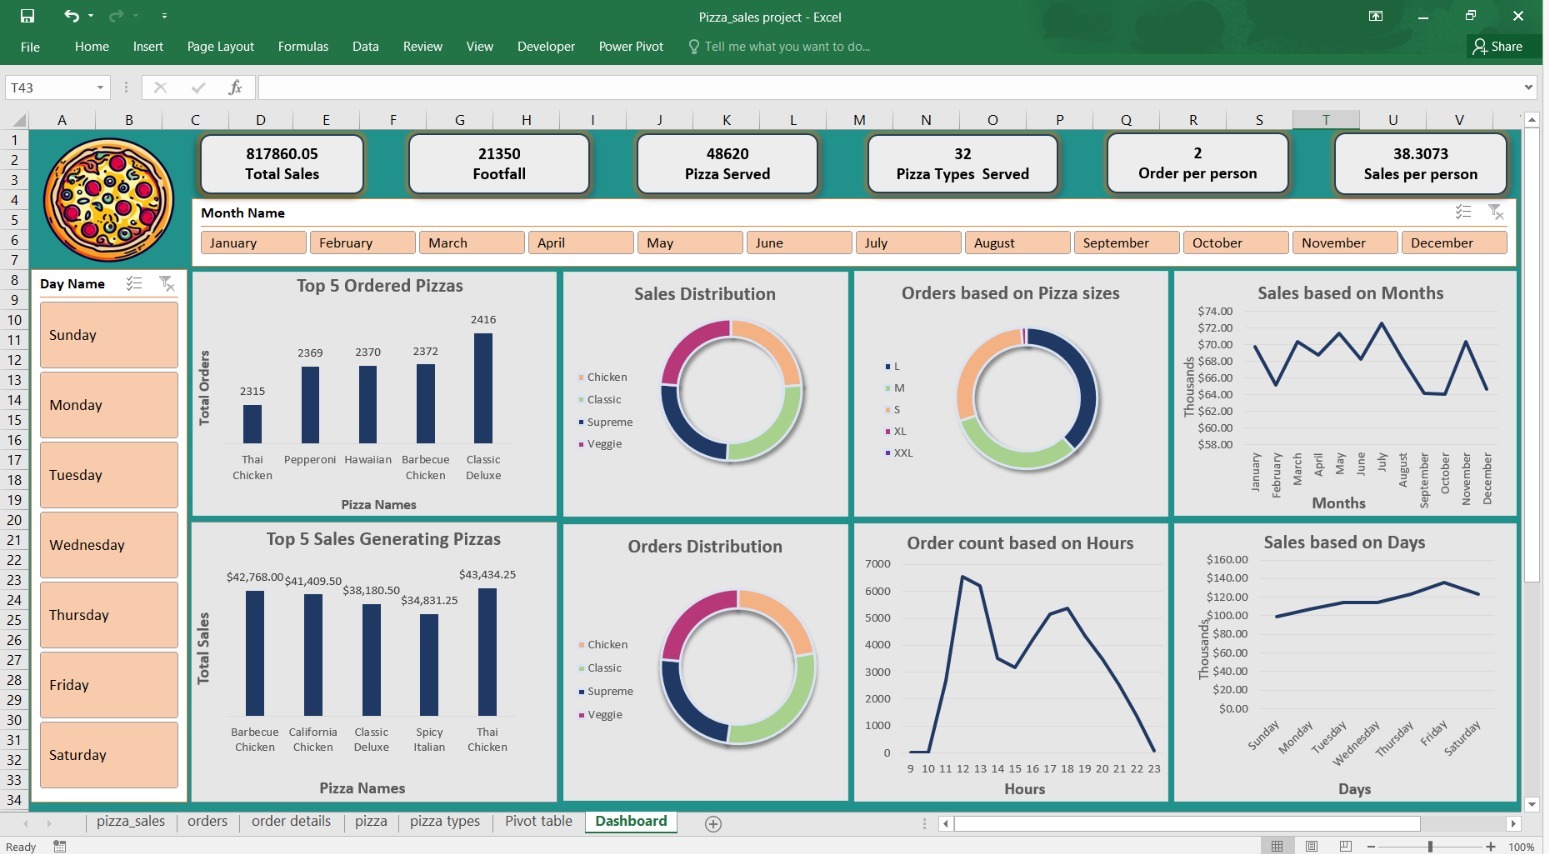 Pizza_sales project - Excel
File Home Insert Page Layout Formulas Data Review View Developer Power Pivot Tell me what you want to do... Share
T43 fx
A B C D E F G H I J K L M N O P Q R S T U V
1
2
3
4
5
6
7
8
9
10
11
12
13
14
15
16
17
18
19
20
21
22
23
24
25
26
27
28
29
30
31
32
33
34
817860.05
Total Sales
21350
Footfall
48620
Pizza Served
32
Pizza Types Served
2
Order per person
38.3073
Sales per person
Month Name
January February March April May June July August September October November December
Day Name
Sunday
Monday
Tuesday
Wednesday
Thursday
Friday
Saturday
Top 5 Ordered Pizzas
Total Orders
2315 2369 2370 2372 2416
Thai Pepperoni Hawaiian Barbecue Classic
Chicken Chicken Deluxe
Pizza Names
Sales Distribution
Chicken
Classic
Supreme
Veggie
Orders based on Pizza sizes
L
M
S
XL
XXL
Sales based on Months
Thousands
$74.00
$72.00
$70.00
$68.00
$66.00
$64.00
$62.00
$60.00
$58.00
January February March April May June July August September October November December
Months
Top 5 Sales Generating Pizzas
Total Sales
$42,768.00 $41,409.50 $38,180.50 $34,831.25 $43,434.25
Barbecue California Classic Spicy Thai
Chicken Chicken Deluxe Italian Chicken
Pizza Names
Orders Distribution
Chicken
Classic
Supreme
Veggie
Order count based on Hours
7000
6000
5000
4000
3000
2000
1000
0
9 10 11 12 13 14 15 16 17 18 19 20 21 22 23
Hours
Sales based on Days
Thousands
$160.00
$140.00
$120.00
$100.00
$80.00
$60.00
$40.00
$20.00
$0.00
Sunday Monday Tuesday Wednesday Thursday Friday Saturday
Days
pizza_sales orders order details pizza pizza types Pivot table Dashboard
Ready 100%